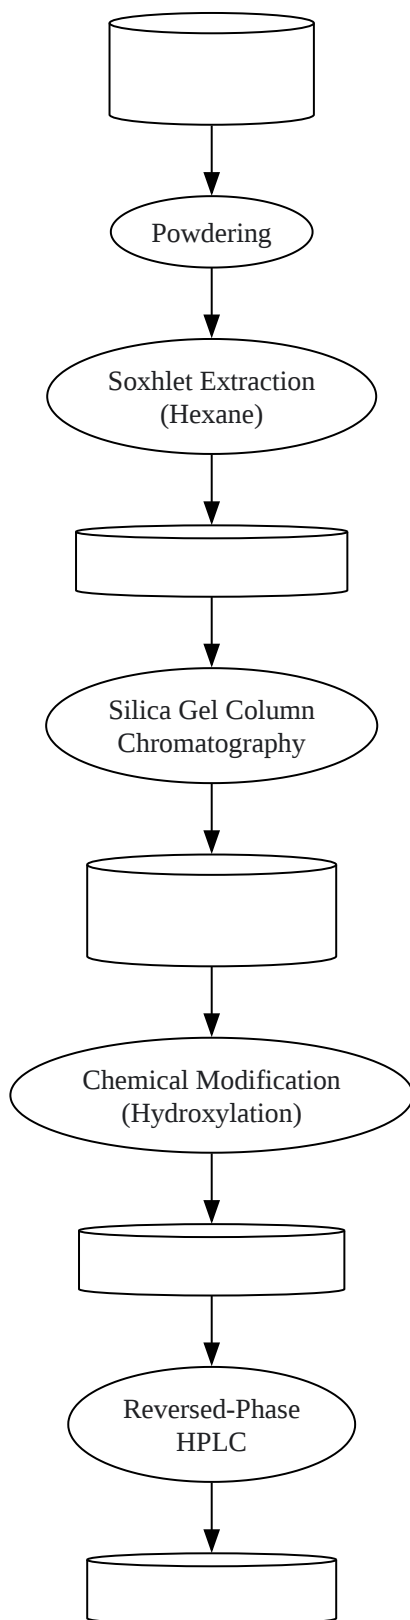 Powdering
Soxhlet Extraction
(Hexane)
Silica Gel Column
Chromatography
Chemical Modification
(Hydroxylation)
Reversed-Phase
HPLC